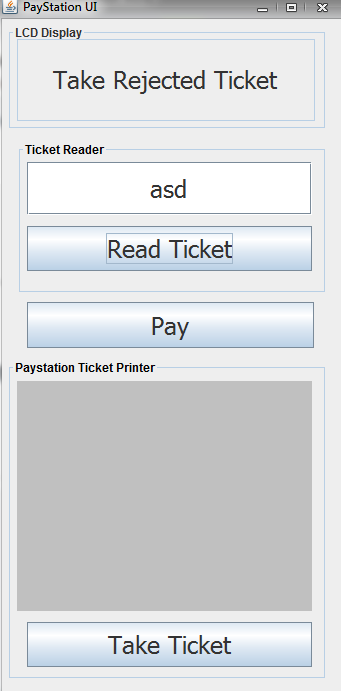 PayStation UI
LCD Display
Take Rejected Ticket
Ticket Reader
asd
Read Ticket
Pay
Paystation Ticket Printer
Take Ticket